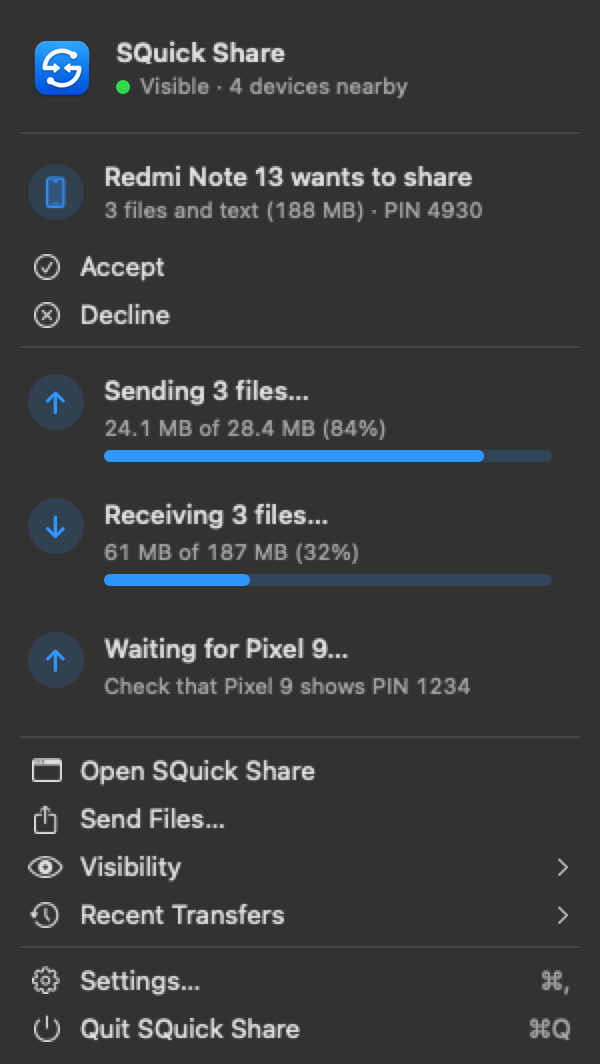 SQuick Share
Visible · 4 devices nearby
Redmi Note 13 wants to share
3 files and text (188 MB) · PIN 4930
Accept
Decline
Sending 3 files...
24.1 MB of 28.4 MB (84%)
Receiving 3 files...
61 MB of 187 MB (32%)
Waiting for Pixel 9...
Check that Pixel 9 shows PIN 1234
Open SQuick Share
Send Files...
Visibility
Recent Transfers
Settings... ⌘,
Quit SQuick Share ⌘Q